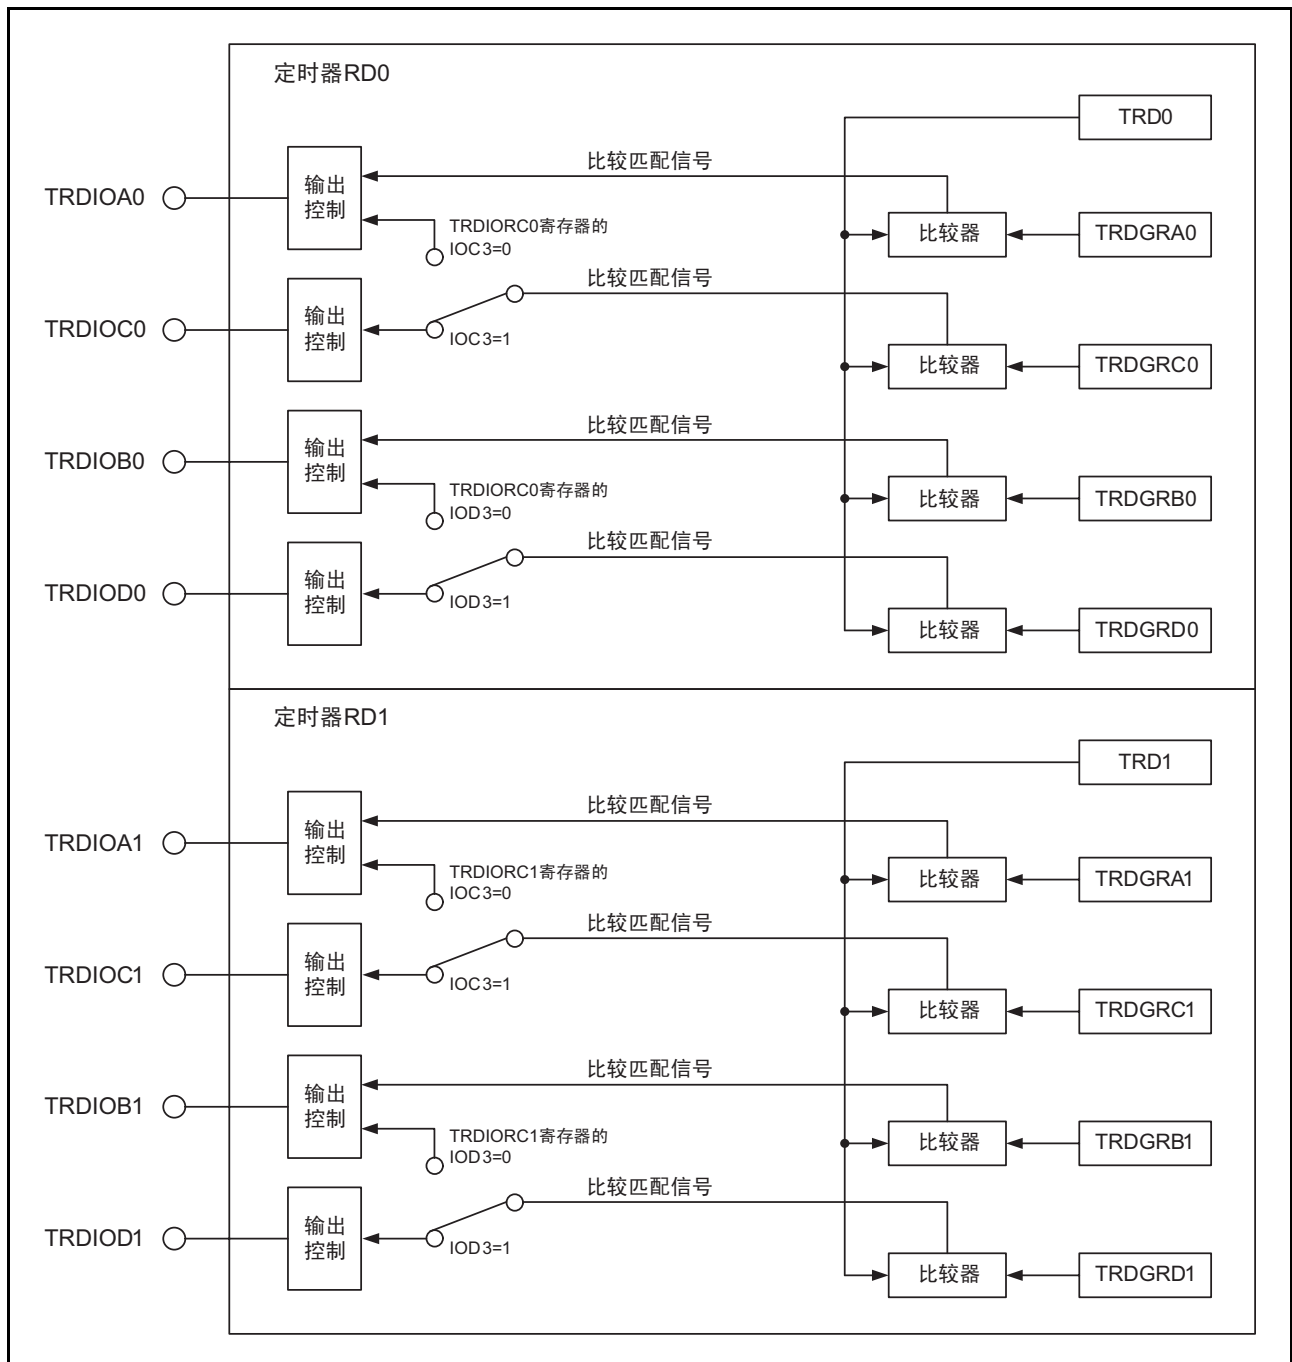 定时器RD0
TRD0
比较匹配信号
TRDIOA0
输出
控制
TRDIORC0寄存器的
IOC3=0
比较器
TRDGRA0
比较匹配信号
TRDIOC0
输出
控制
IOC3=1
比较器
TRDGRC0
比较匹配信号
TRDIOB0
输出
控制
TRDIORC0寄存器的
IOD3=0
比较器
TRDGRB0
比较匹配信号
TRDIOD0
输出
控制
IOD3=1
比较器
TRDGRD0
定时器RD1
TRD1
比较匹配信号
TRDIOA1
输出
控制
TRDIORC1寄存器的
IOC3=0
比较器
TRDGRA1
比较匹配信号
TRDIOC1
输出
控制
IOC3=1
比较器
TRDGRC1
比较匹配信号
TRDIOB1
输出
控制
TRDIORC1寄存器的
IOD3=0
比较器
TRDGRB1
比较匹配信号
TRDIOD1
输出
控制
IOD3=1
比较器
TRDGRD1